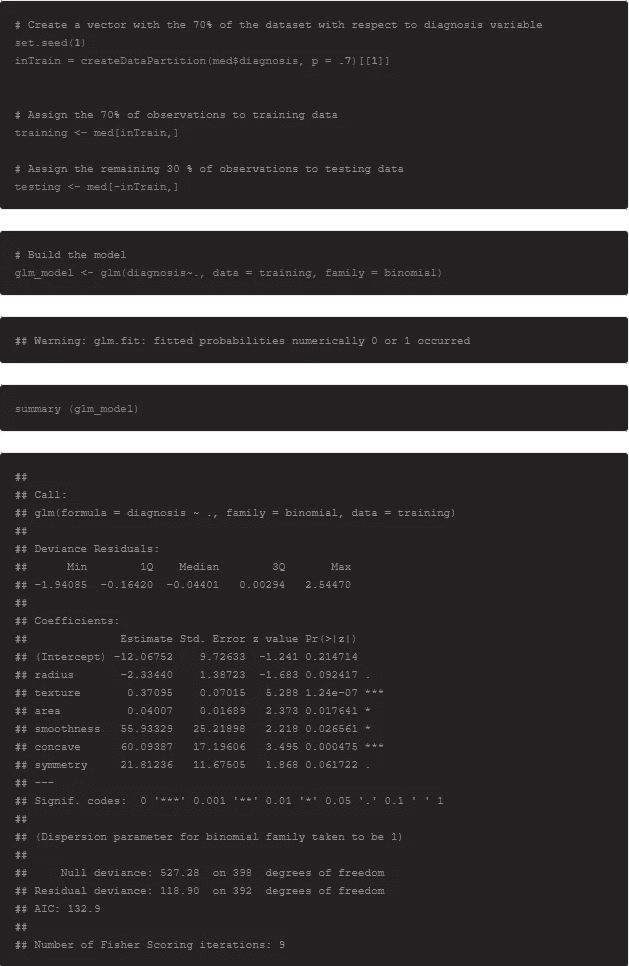 # Create a vector with the 70% of the dataset with respect to diagnosis variable
set.seed(1)
inTrain = createDataPartition(med$diagnosis, p = .7)[[1]]
# Assign the 70% of observations to training data
training <- med[inTrain,]
# Assign the remaining 30 % of observations to testing data
testing <- med[-inTrain,]
# Build the model
glm_model <- glm(diagnosis~., data = training, family = binomial)
## Warning: glm.fit: fitted probabilities numerically 0 or 1 occurred
summary (glm_model)
##
## Call:
## glm(formula = diagnosis ~ ., family = binomial, data = training)
##
## Deviance Residuals:
##      Min        1Q    Median        3Q       Max
## -1.94085  -0.16420  -0.04401   0.00294   2.54470
##
## Coefficients:
##              Estimate Std. Error z value Pr(>|z|)
## (Intercept) -12.06752    9.72633  -1.241 0.214714
## radius       -2.33440    1.38723  -1.683 0.092417 .
## texture       0.37095    0.07015   5.288 1.24e-07 ***
## area          0.04007    0.01689   2.373 0.017641 *
## smoothness   55.93329   25.21898   2.218 0.026561 *
## concave      60.09387   17.19606   3.495 0.000475 ***
## symmetry     21.81236   11.67505   1.868 0.061722 .
## ---
## Signif. codes:  0 '***' 0.001 '**' 0.01 '*' 0.05 '.' 0.1 ' ' 1
##
## (Dispersion parameter for binomial family taken to be 1)
##
##     Null deviance: 527.28  on 398  degrees of freedom
## Residual deviance: 118.90  on 392  degrees of freedom
## AIC: 132.9
##
## Number of Fisher Scoring iterations: 9